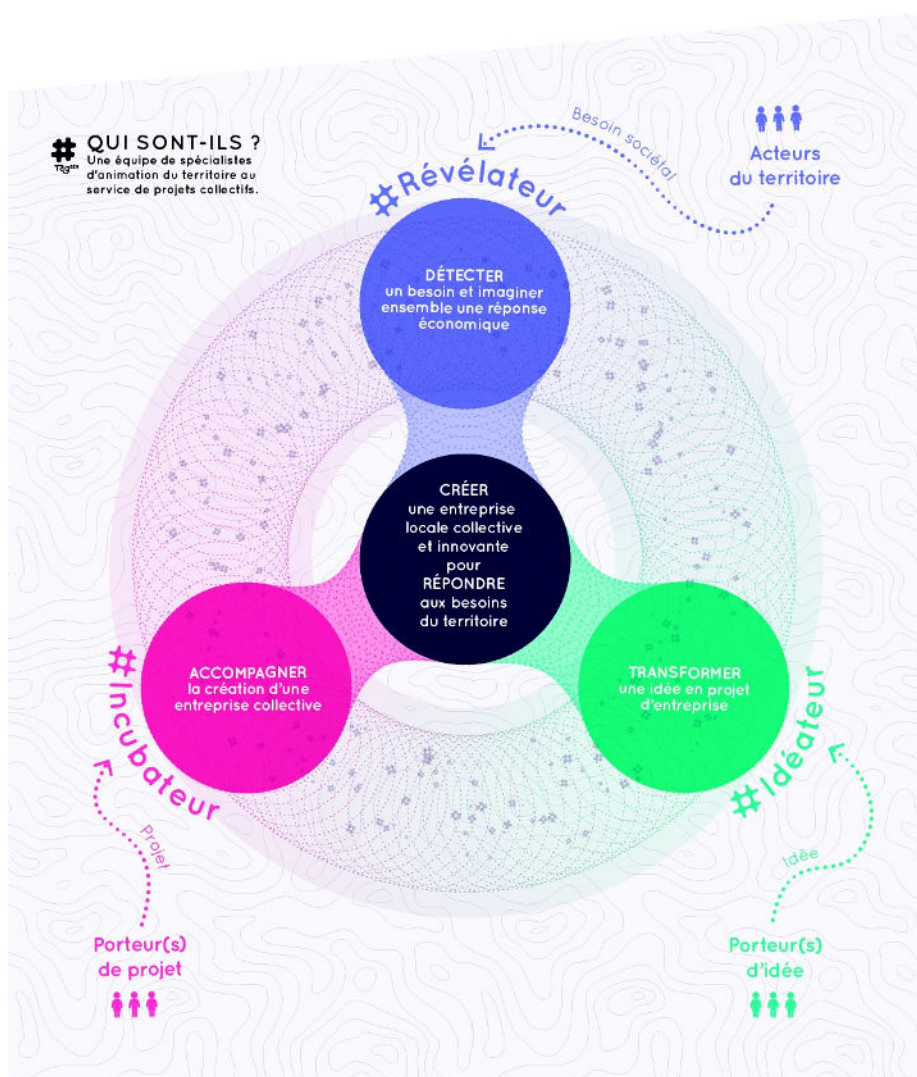 # QUI SONT-ILS ?
Une équipe de spécialistes
d'animation du territoire au
service de projets collectifs.
Besoin sociétal
Acteurs
du territoire
#Révélateur
DÉTECTER
un besoin et imaginer
ensemble une réponse
économique
CRÉER
une entreprise
locale collective
et innovante
pour
RÉPONDRE
aux besoins
du territoire
ACCOMPAGNER
la création d'une
entreprise collective
TRANSFORMER
une idée en projet
d'entreprise
#Incubateur
#Idéateur
Projet
Idée
Porteur(s)
de projet
Porteur(s)
d'idée